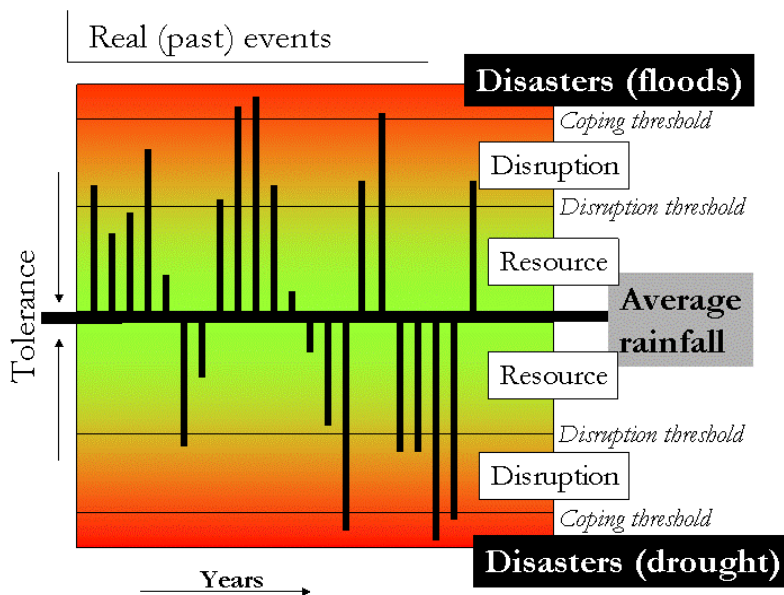 Real (past) events
Disasters (floods)
Coping threshold
Disruption
Disruption threshold
Resource
Tolerance
Average
rainfall
Resource
Disruption threshold
Disruption
Coping threshold
Disasters (drought)
Years